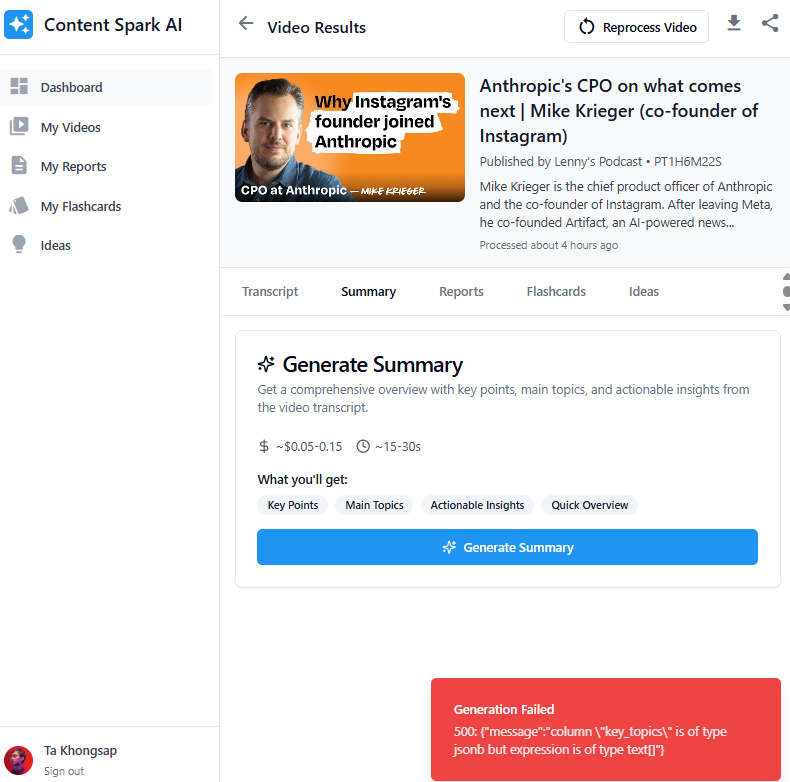 Content Spark AI
Dashboard
My Videos
My Reports
My Flashcards
Ideas
Ta Khongsap
Sign out
Video Results
Reprocess Video
Why Instagram's
founder joined
Anthropic
CPO at Anthropic — MIKE KRIEGER
Anthropic's CPO on what comes
next | Mike Krieger (co-founder of
Instagram)
Published by Lenny's Podcast • PT1H6M22S
Mike Krieger is the chief product officer of Anthropic
and the co-founder of Instagram. After leaving Meta,
he co-founded Artifact, an AI-powered news...
Processed about 4 hours ago
Transcript
Summary
Reports
Flashcards
Ideas
Generate Summary
Get a comprehensive overview with key points, main topics, and actionable insights from
the video transcript.
$ ~$0.05-0.15 ~15-30s
What you'll get:
Key Points
Main Topics
Actionable Insights
Quick Overview
Generate Summary
Generation Failed
500: {"message":"column \"key_topics\" is of type
jsonb but expression is of type text[]"}